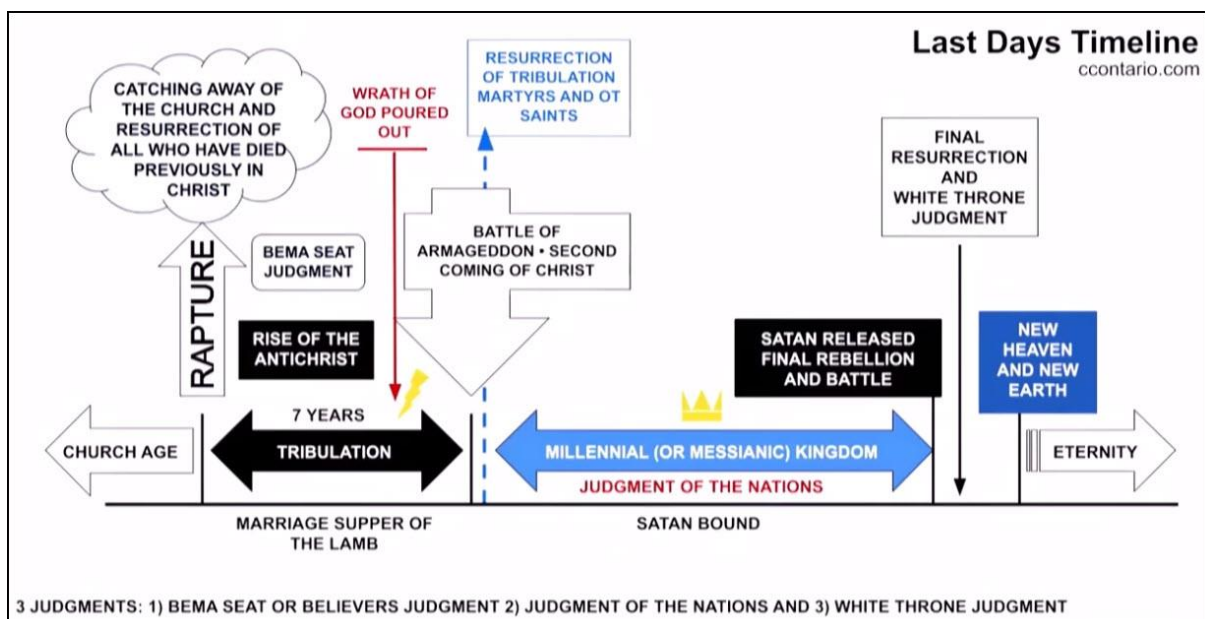 Last Days Timeline
ccontario.com
CATCHING AWAY OF
THE CHURCH AND
RESURRECTION OF
ALL WHO HAVE DIED
PREVIOUSLY IN
CHRIST
WRATH OF
GOD POURED
OUT
RESURRECTION
OF TRIBULATION
MARTYRS AND OT
SAINTS
FINAL
RESURRECTION
AND
WHITE THRONE
JUDGMENT
RAPTURE
BEMA SEAT
JUDGMENT
BATTLE OF
ARMAGEDDON • SECOND
COMING OF CHRIST
RISE OF THE
ANTICHRIST
SATAN RELEASED
FINAL REBELLION
AND BATTLE
NEW
HEAVEN
AND NEW
EARTH
CHURCH AGE
7 YEARS
TRIBULATION
MILLENNIAL (OR MESSIANIC) KINGDOM
JUDGMENT OF THE NATIONS
ETERNITY
MARRIAGE SUPPER OF
THE LAMB
SATAN BOUND
3 JUDGMENTS: 1) BEMA SEAT OR BELIEVERS JUDGMENT 2) JUDGMENT OF THE NATIONS AND 3) WHITE THRONE JUDGMENT